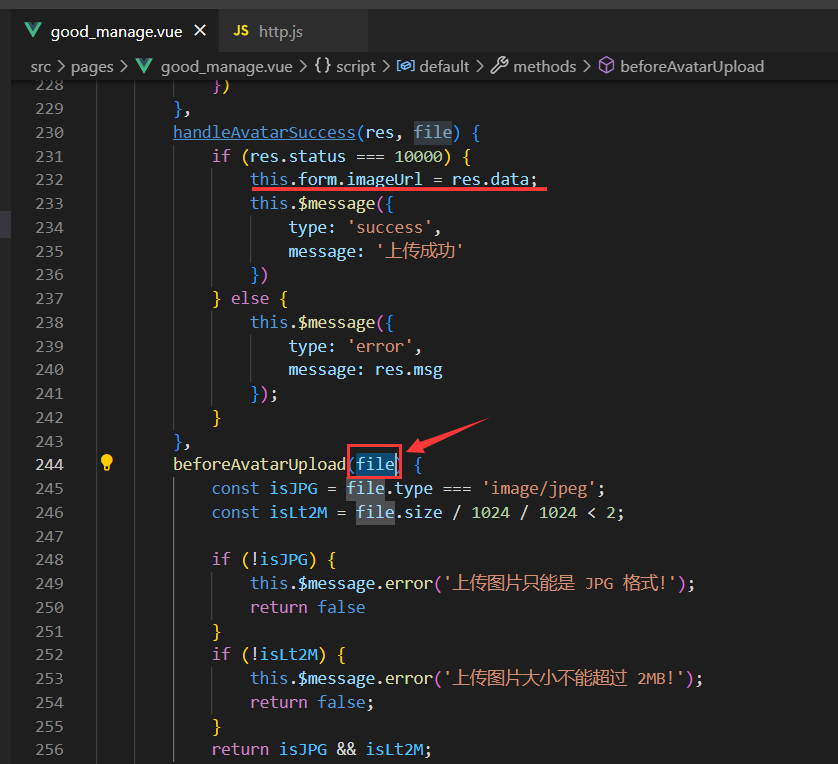 good_manage.vue × JS http.js
src > pages > good_manage.vue > {} script > default > methods > beforeAvatarUpload
228 })
229 },
230 handleAvatarSuccess(res, file) {
231 if (res.status === 10000) {
232 this.form.imageUrl = res.data;
233 this.$message({
234 type: 'success',
235 message: '上传成功'
236 })
237 } else {
238 this.$message({
239 type: 'error',
240 message: res.msg
241 });
242 }
243 },
244 beforeAvatarUpload(file) {
245 const isJPG = file.type === 'image/jpeg';
246 const isLt2M = file.size / 1024 / 1024 < 2;
247
248 if (!isJPG) {
249 this.$message.error('上传图片只能是 JPG 格式!');
250 return false
251 }
252 if (!isLt2M) {
253 this.$message.error('上传图片大小不能超过 2MB!');
254 return false;
255 }
256 return isJPG && isLt2M;